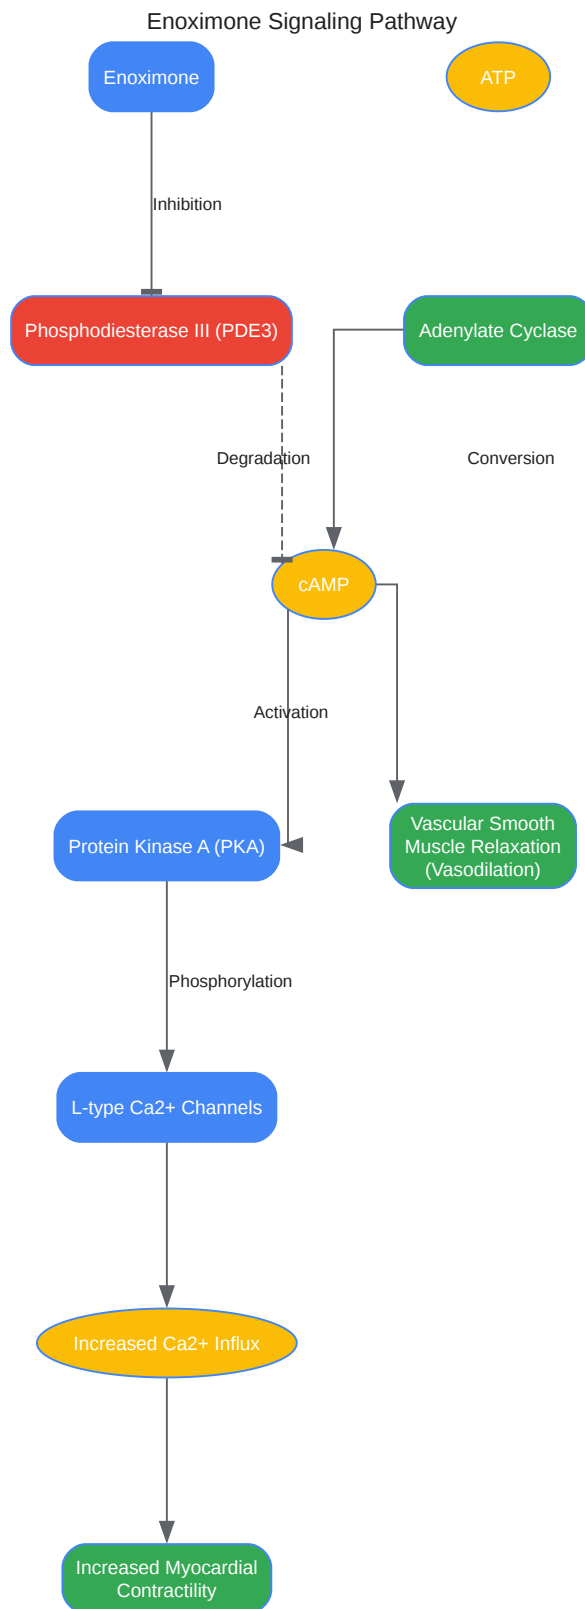 Enoximone Signaling Pathway
Enoximone
ATP
Inhibition
Phosphodiesterase III (PDE3)
Adenylate Cyclase
Degradation
Conversion
cAMP
Activation
Protein Kinase A (PKA)
Vascular Smooth
Muscle Relaxation
(Vasodilation)
Phosphorylation
L-type Ca2+ Channels
Increased Ca2+ Influx
Increased Myocardial
Contractility